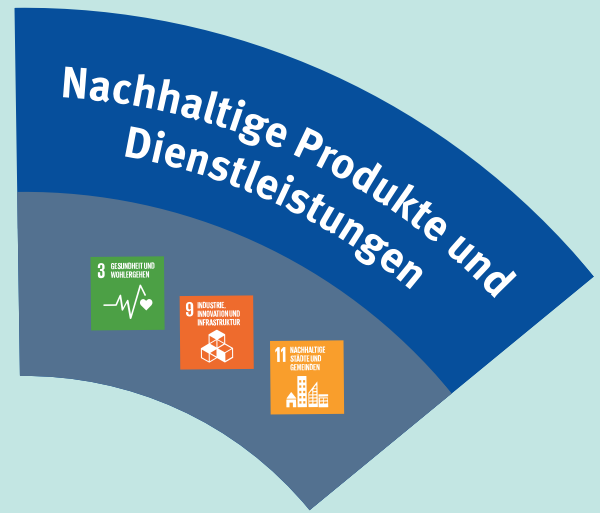 Nachhaltige Produkte und
Dienstleistungen
3 GESUNDHEIT UND
WOHLERGEHEN
9 INDUSTRIE,
INNOVATION UND
INFRASTRUKTUR
11 NACHHALTIGE
STÄDTE UND
GEMEINDEN